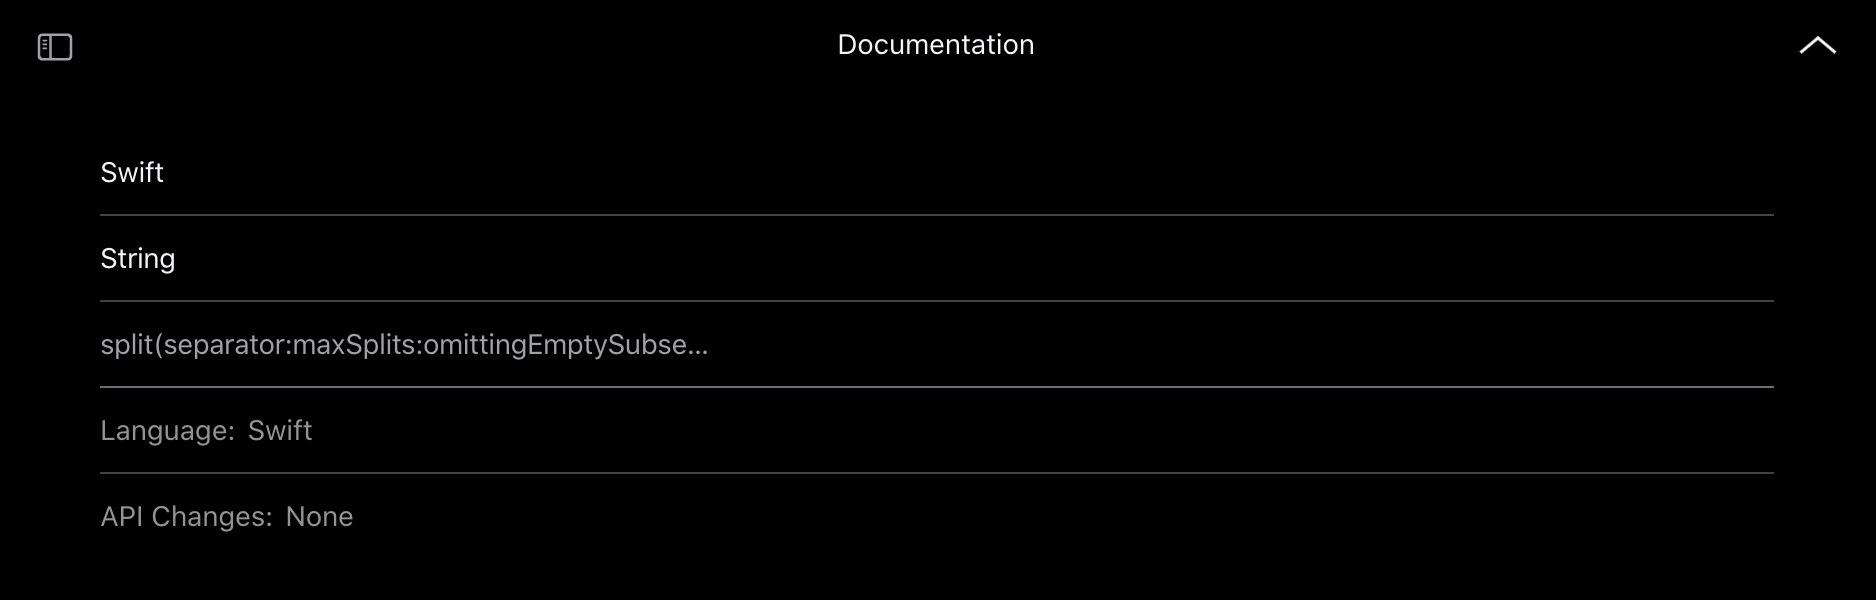 Documentation
Swift
String
split(separator:maxSplits:omittingEmptySubse...
Language: Swift
API Changes: None